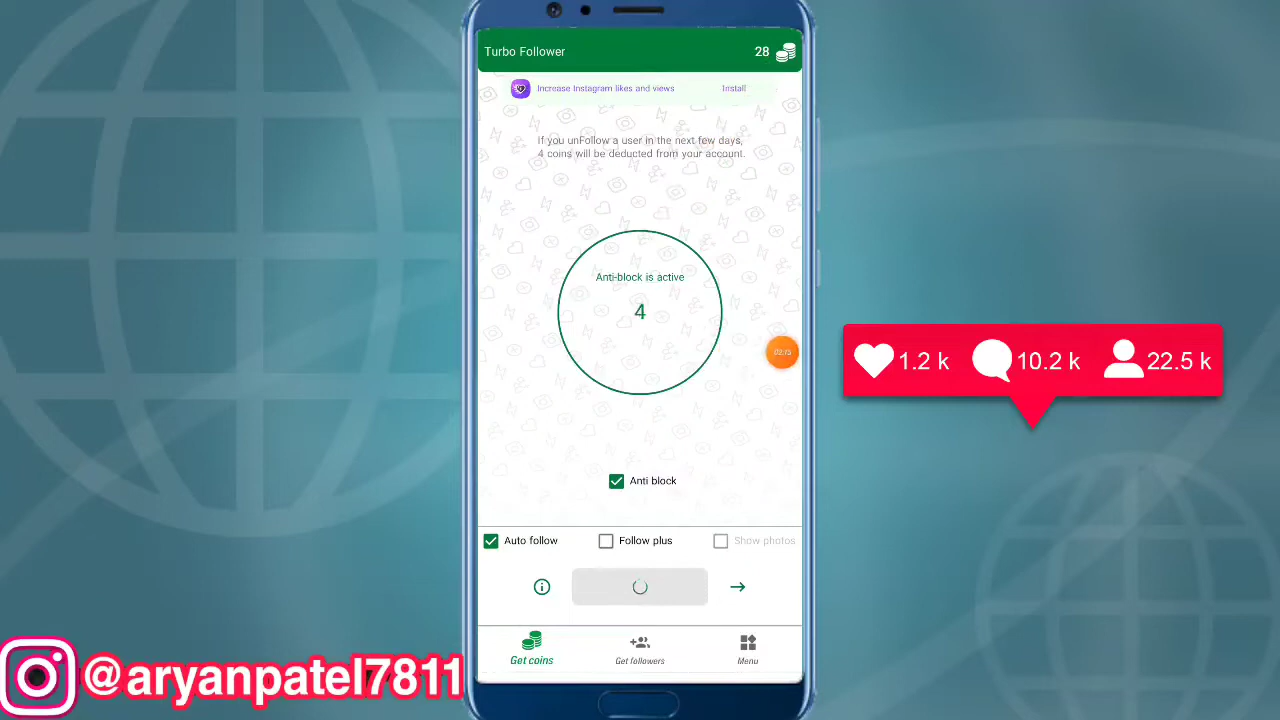 Turbo Follower
28
Increase Instagram likes and views
Install
If you unFollow a user in the next few days,
4 coins will be deducted from your account.
Anti-block is active
4
02:15
1.2 k
10.2 k
22.5 k
Anti block
Auto follow
Follow plus
Show photos
Get coins
Get followers
Menu
@aryanpatel7811